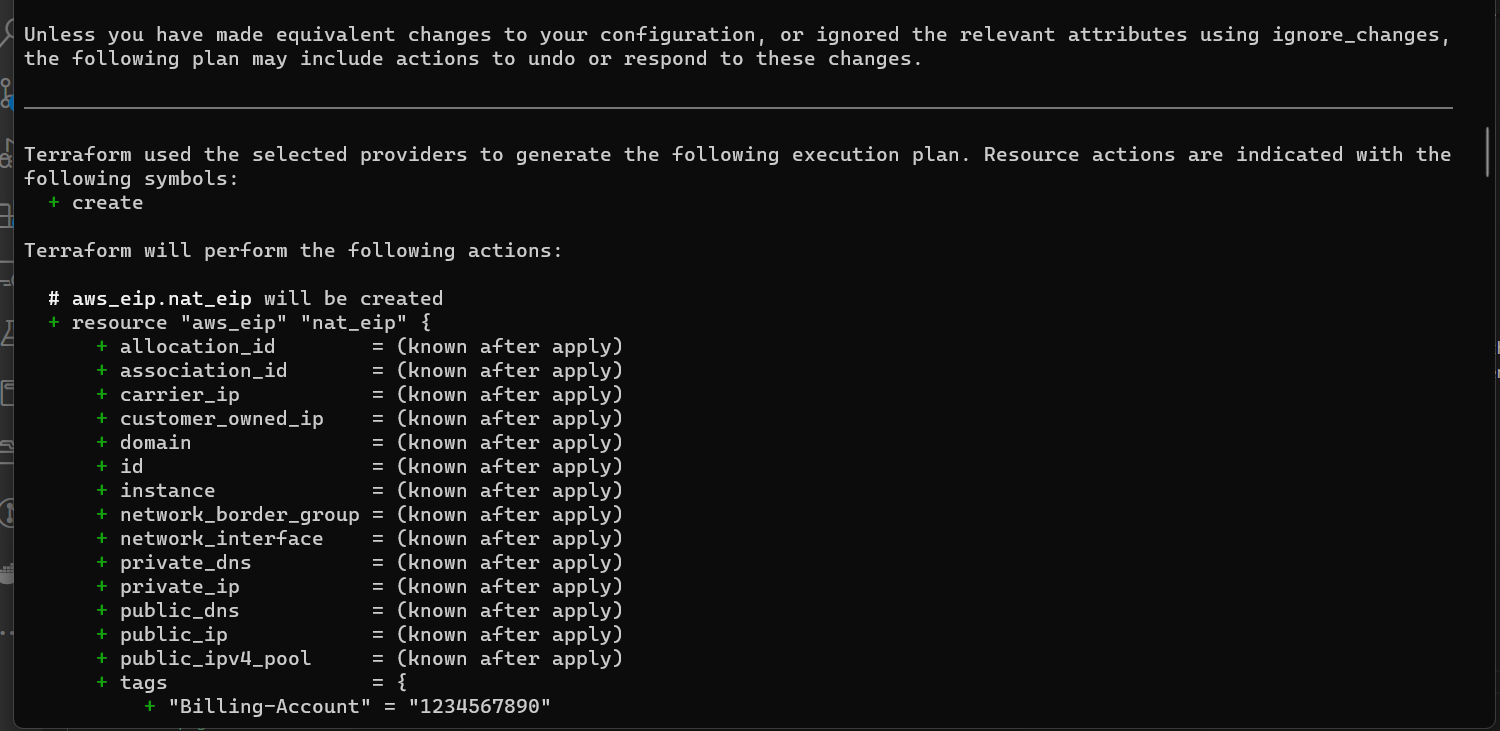 Unless you have made equivalent changes to your configuration, or ignored the relevant attributes using ignore_changes,
the following plan may include actions to undo or respond to these changes.
Terraform used the selected providers to generate the following execution plan. Resource actions are indicated with the
following symbols:
  + create
Terraform will perform the following actions:
  # aws_eip.nat_eip will be created
  + resource "aws_eip" "nat_eip" {
      + allocation_id        = (known after apply)
      + association_id       = (known after apply)
      + carrier_ip           = (known after apply)
      + customer_owned_ip    = (known after apply)
      + domain               = (known after apply)
      + id                   = (known after apply)
      + instance             = (known after apply)
      + network_border_group = (known after apply)
      + network_interface    = (known after apply)
      + private_dns          = (known after apply)
      + private_ip           = (known after apply)
      + public_dns           = (known after apply)
      + public_ip            = (known after apply)
      + public_ipv4_pool     = (known after apply)
      + tags                 = {
          + "Billing-Account" = "1234567890"